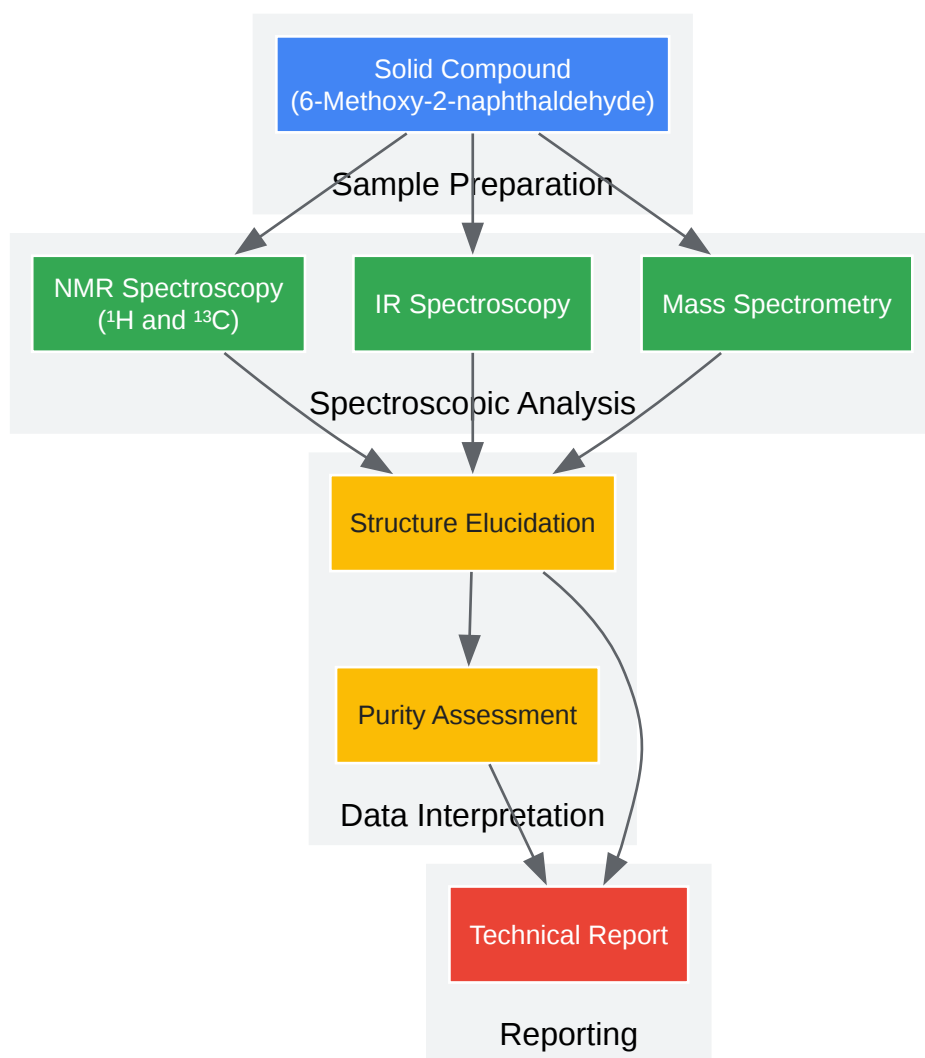 Solid Compound
(6-Methoxy-2-naphthaldehyde)
Sample Preparation
NMR Spectroscopy
(¹H and ¹³C)
IR Spectroscopy
Mass Spectrometry
Spectroscopic Analysis
Structure Elucidation
Purity Assessment
Data Interpretation
Technical Report
Reporting